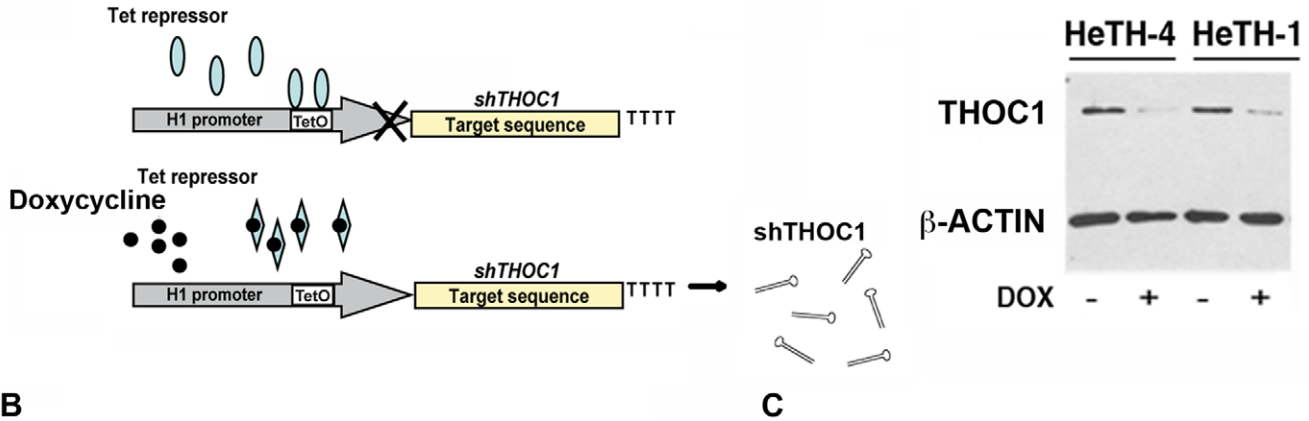 Tet repressor
shTHOC1
H1 promoter TetO Target sequence TTTT
Tet repressor
Doxycycline
shTHOC1
H1 promoter TetO Target sequence TTTT
shTHOC1
HeTH-4 HeTH-1
THOC1
β-ACTIN
DOX - + - +
B C